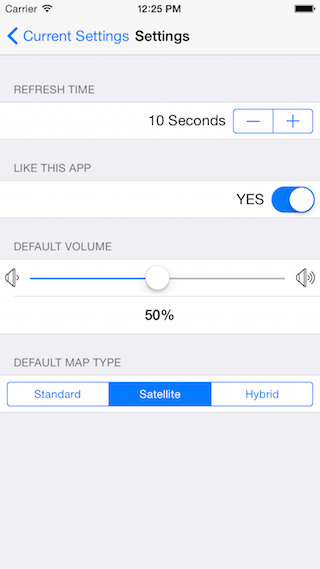 Carrier 12:25 PM
Current Settings Settings
REFRESH TIME
10 Seconds − +
LIKE THIS APP
YES
DEFAULT VOLUME
50%
DEFAULT MAP TYPE
Standard Satellite Hybrid